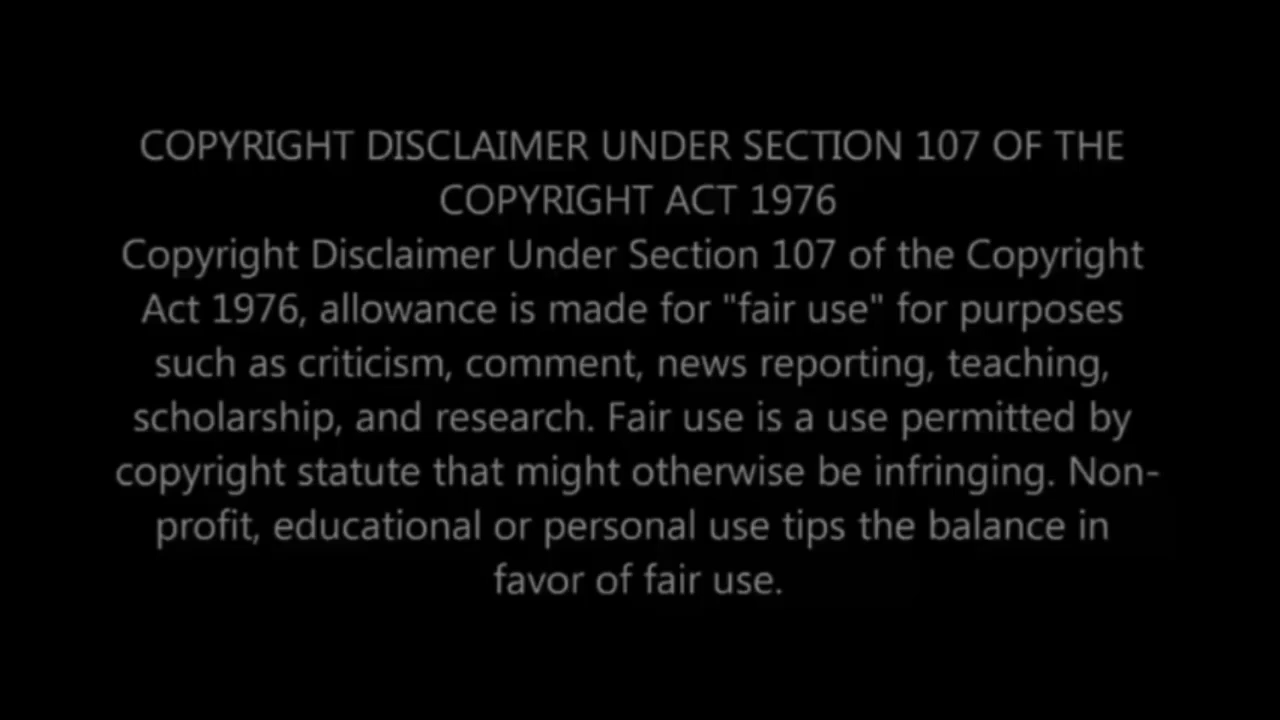 COPYRIGHT DISCLAIMER UNDER SECTION 107 OF THE
COPYRIGHT ACT 1976
Copyright Disclaimer Under Section 107 of the Copyright
Act 1976, allowance is made for "fair use" for purposes
such as criticism, comment, news reporting, teaching,
scholarship, and research. Fair use is a use permitted by
copyright statute that might otherwise be infringing. Non-
profit, educational or personal use tips the balance in
favor of fair use.